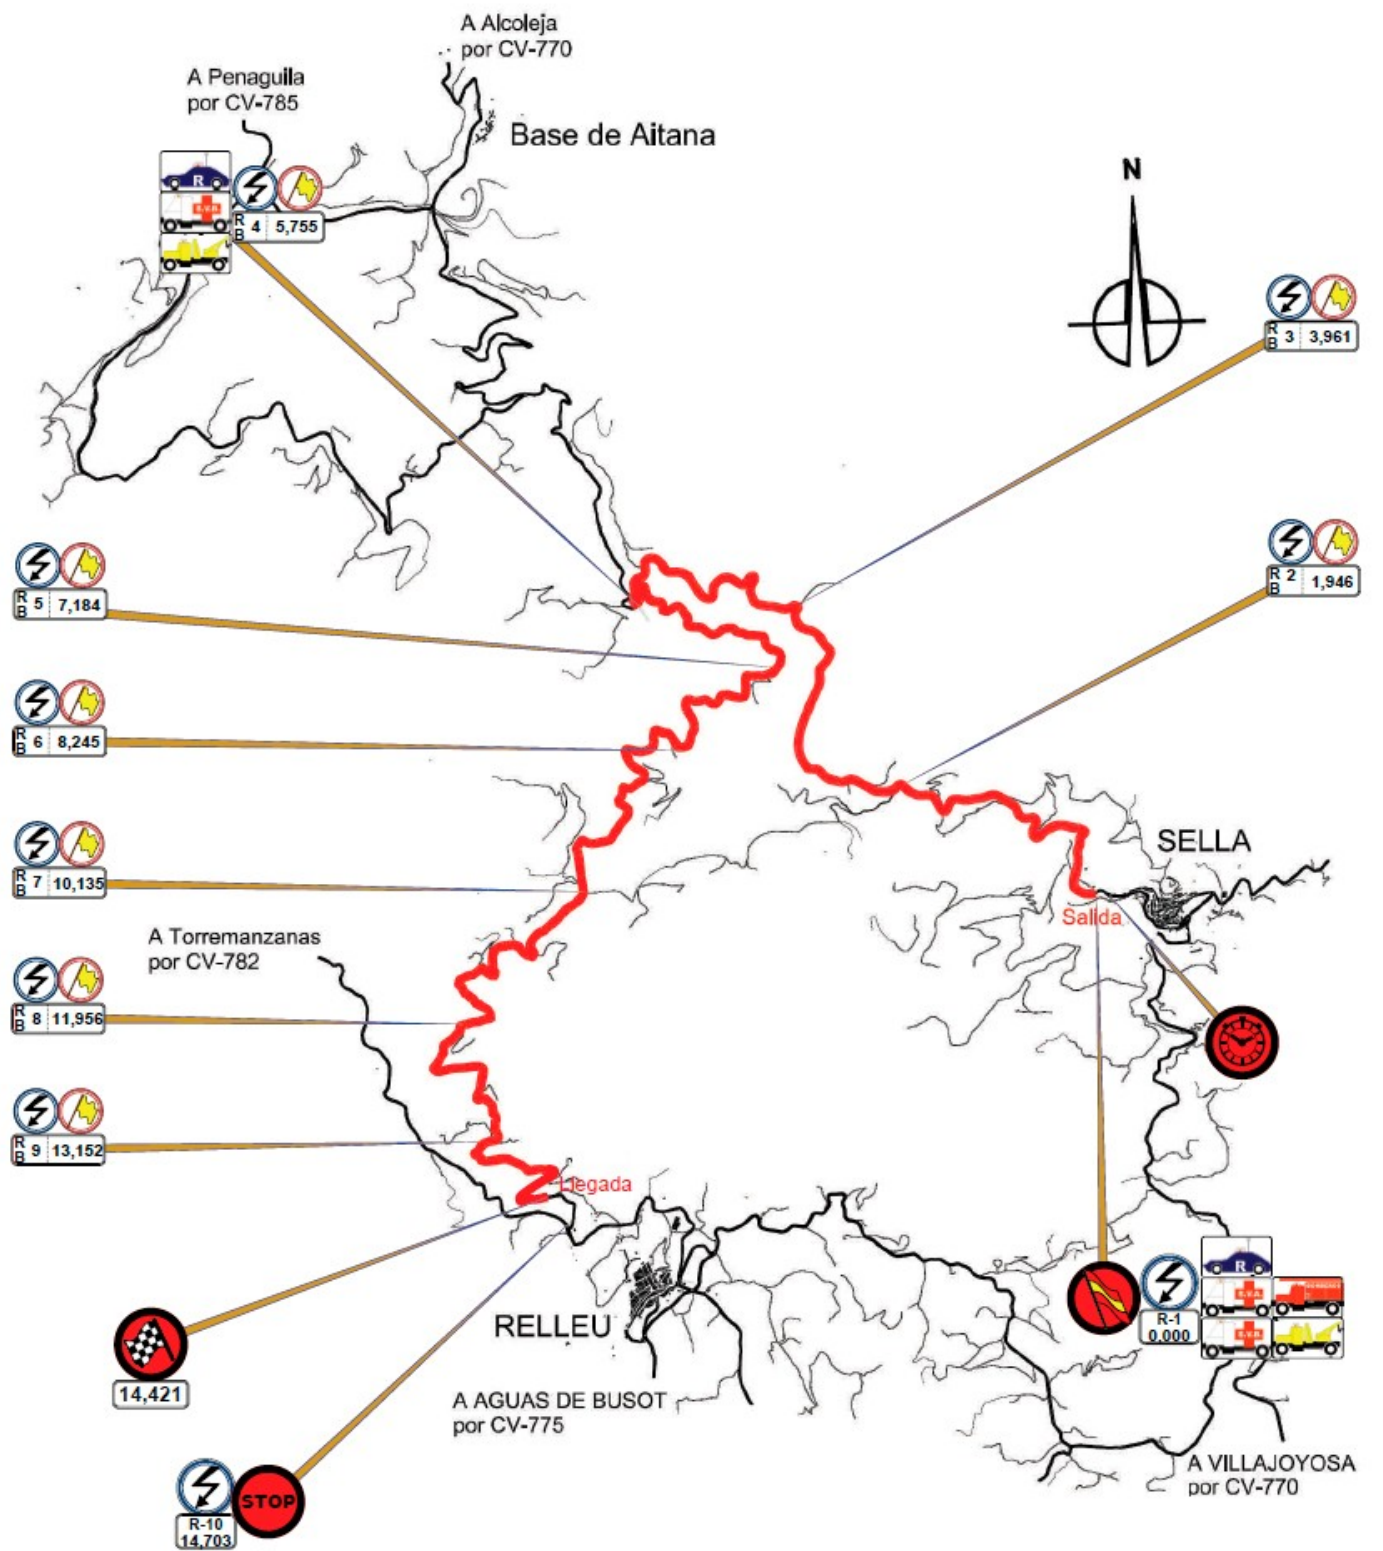 A Alcoleja
por CV-770
A Penaguila
por CV-785
Base de Aitana
R
R
B
4
5,755
N
R
B
3
3,961
R
B
2
1,946
R
B
5
7,184
R
B
6
8,245
R
B
7
10,135
SELLA
Salida
A Torremanzanas
por CV-782
R
B
8
11,956
R
B
9
13,152
Llegada
R
R-1
0.000
RELLEU
14,421
A AGUAS DE BUSOT
por CV-775
A VILLAJOYOSA
por CV-770
STOP
R-10
14,703